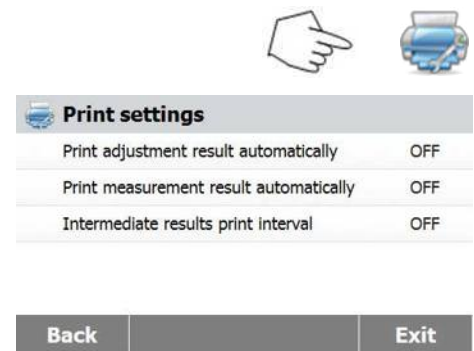 Print settings
Print adjustment result automatically OFF
Print measurement result automatically OFF
Intermediate results print interval OFF
Back Exit